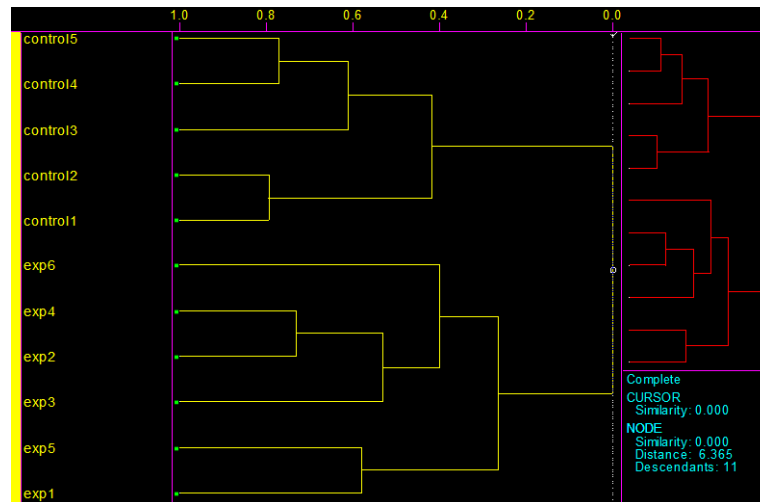 1.0 0.8 0.6 0.4 0.2 0.0
control5
control4
control3
control2
control1
exp6
exp4
exp2
exp3
exp5
exp1
Complete
CURSOR
Similarity: 0.000
NODE
Similarity: 0.000
Distance: 6.365
Descendants: 11